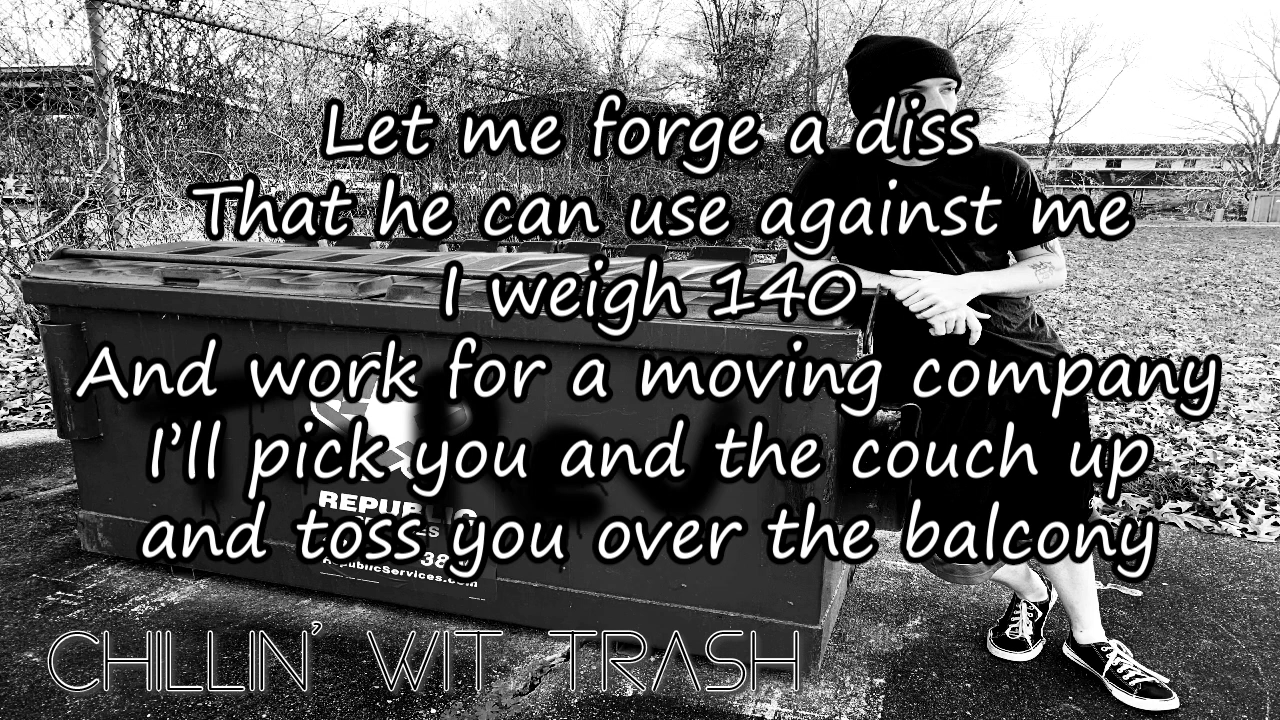 Let me forge a diss
That he can use against me
I weigh 140
And work for a moving company
I'll pick you and the couch up
and toss you over the balcony
REPUBLIC
RepublicServices.com
CHILLIN' WIT TRASH